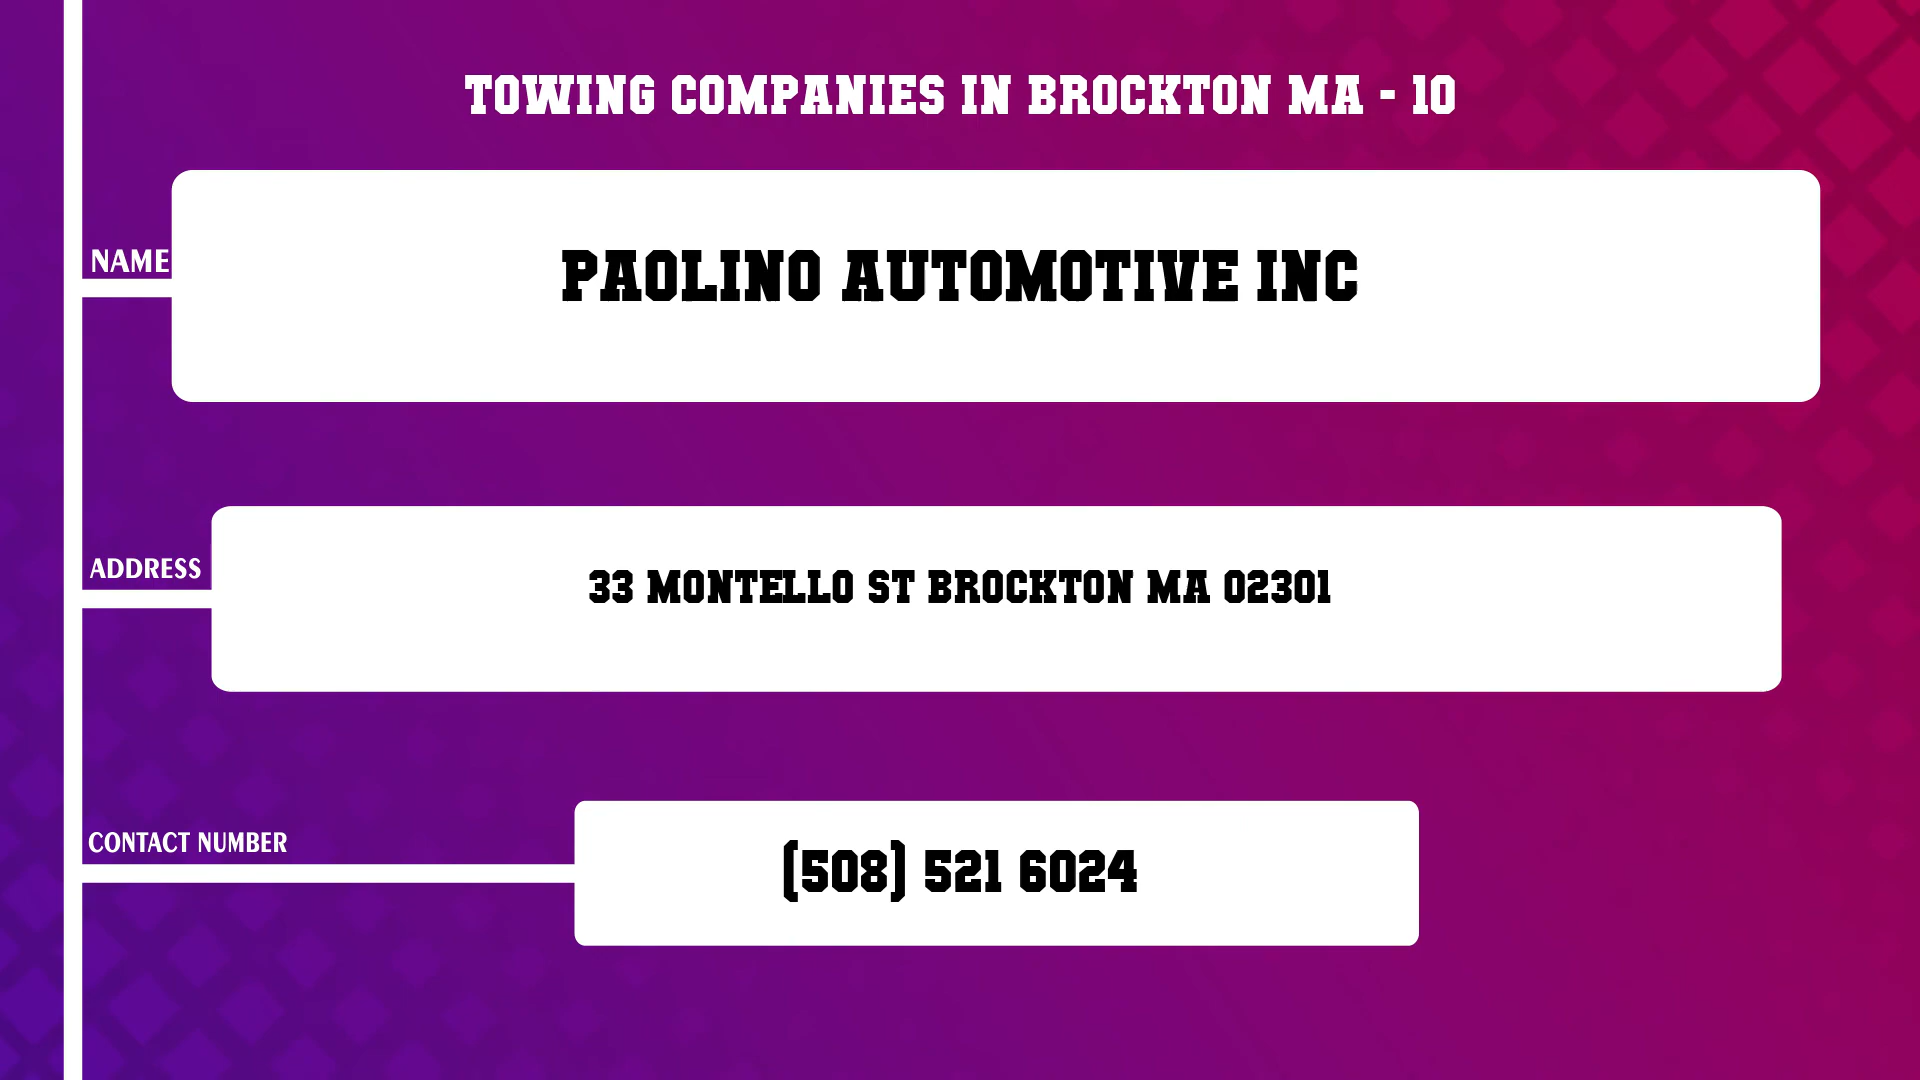 TOWING COMPANIES IN BROCKTON MA - 10
NAME
PAOLINO AUTOMOTIVE INC
ADDRESS
33 MONTELLO ST BROCKTON MA 02301
CONTACT NUMBER
(508) 521 6024